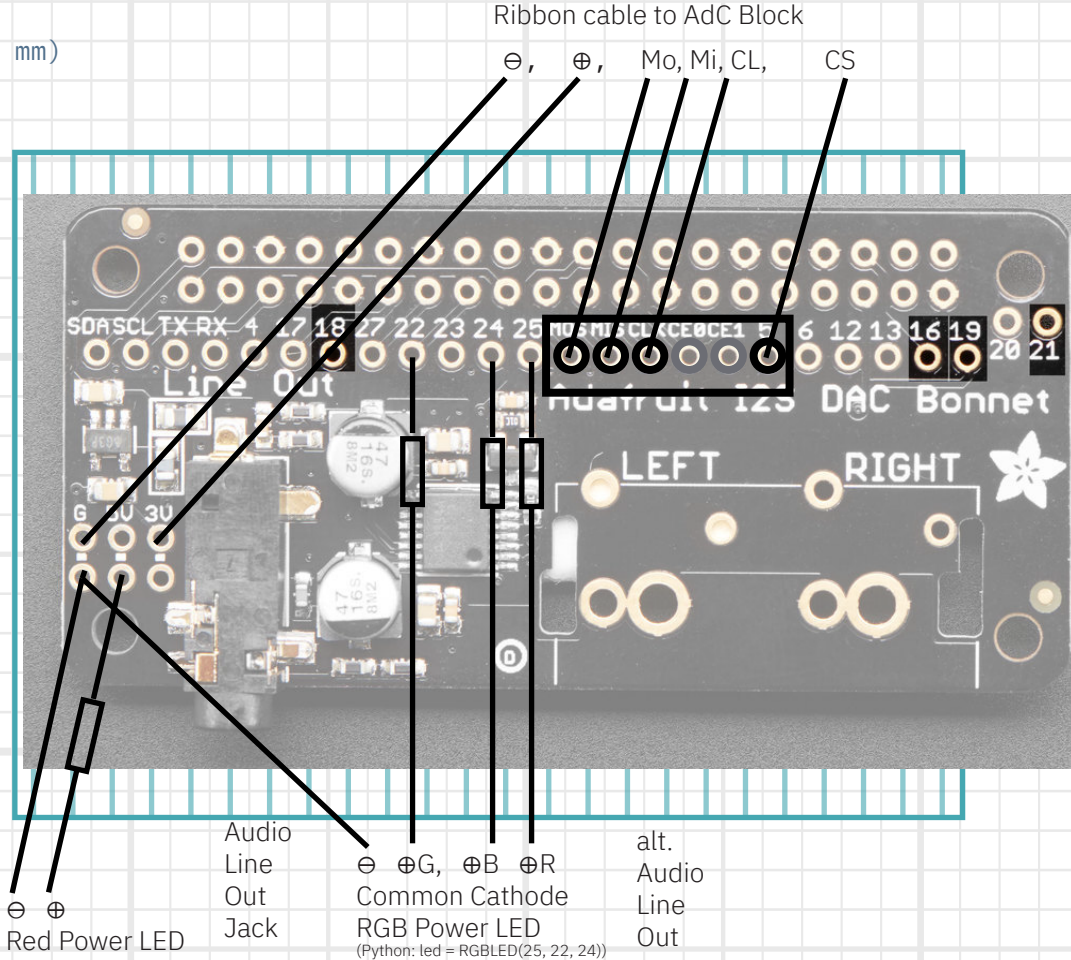 Ribbon cable to AdC Block
mm)
⊖, ⊕, Mo, Mi, CL, CS
SDA SCL TX RX 4 17 18 27 22 23 24 25 MOS MIS CLK CE0 CE1 5 6 12 13 16 19
20 21
Line Out
Adafruit I2S DAC Bonnet
LEFT RIGHT
G 5V 3V
47
16S.
8M2
47
16S.
8M2
D
Audio
Line
Out
Jack
⊖ ⊕G, ⊕B ⊕R
Common Cathode
RGB Power LED
(Python: led = RGBLED(25, 22, 24))
alt.
Audio
Line
Out
⊖ ⊕
Red Power LED